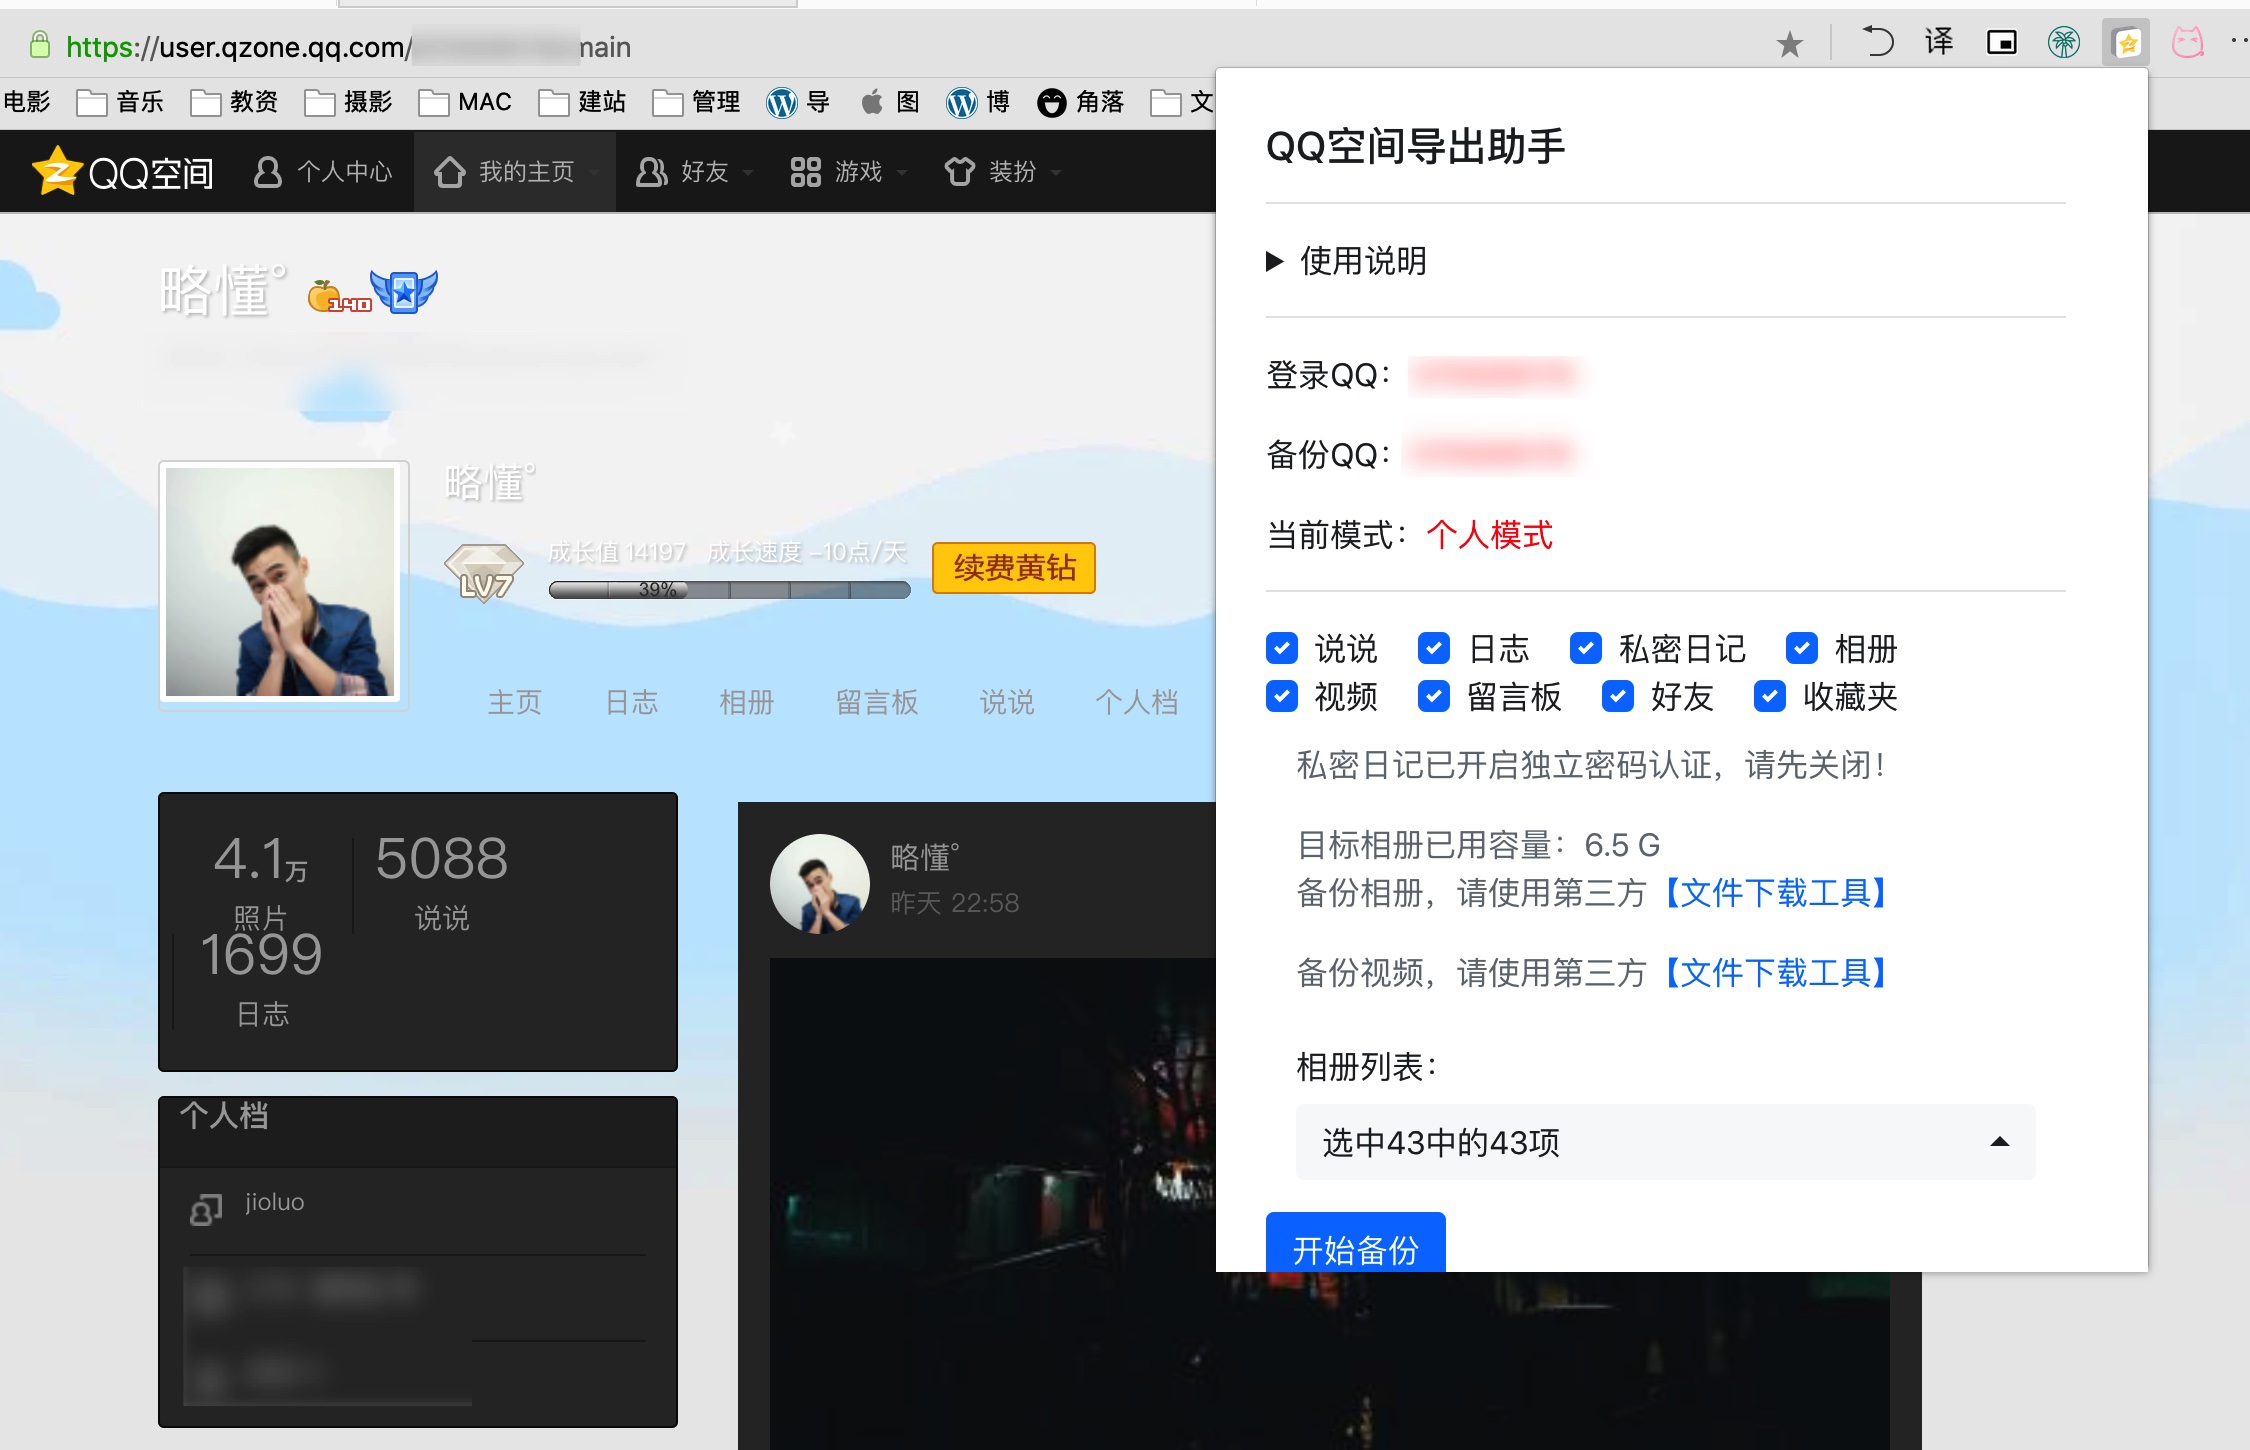 https://user.qzone.qq.com/
main
译
电影
音乐
教资
摄影
MAC
建站
管理
导
图
博
角落
文
QQ空间
个人中心
我的主页
好友
游戏
装扮
略懂°
140
略懂°
LV7
成长值 14197 成长速度 -10点/天
39%
续费黄钻
主页
日志
相册
留言板
说说
个人档
4.1万
照片
5088
说说
1699
日志
个人档
jioluo
略懂°
昨天 22:58
QQ空间导出助手
▶ 使用说明
登录QQ：
备份QQ：
当前模式：个人模式
说说 日志 私密日记 相册
视频 留言板 好友 收藏夹
私密日记已开启独立密码认证，请先关闭！
目标相册已用容量：6.5 G
备份相册，请使用第三方【文件下载工具】
备份视频，请使用第三方【文件下载工具】
相册列表：
选中43中的43项
开始备份